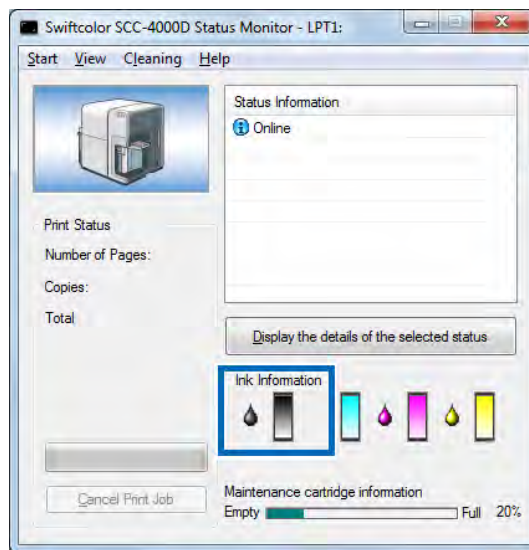 Swiftcolor SCC-4000D Status Monitor - LPT1:
Start View Cleaning Help
Status Information
Online
Print Status
Number of Pages:
Copies:
Total
Display the details of the selected status
Ink Information
Cancel Print Job
Maintenance cartridge information
Empty Full 20%